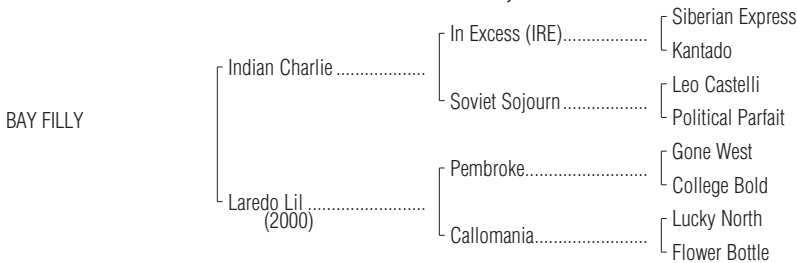 Siberian Express
In Excess (IRE)..................
Kantado
Indian Charlie ...................
Leo Castelli
Soviet Sojourn..................
Political Parfait
BAY FILLY
Gone West
Pembroke..........................
College Bold
Laredo Lil .........................
(2000)
Lucky North
Callomania........................
Flower Bottle